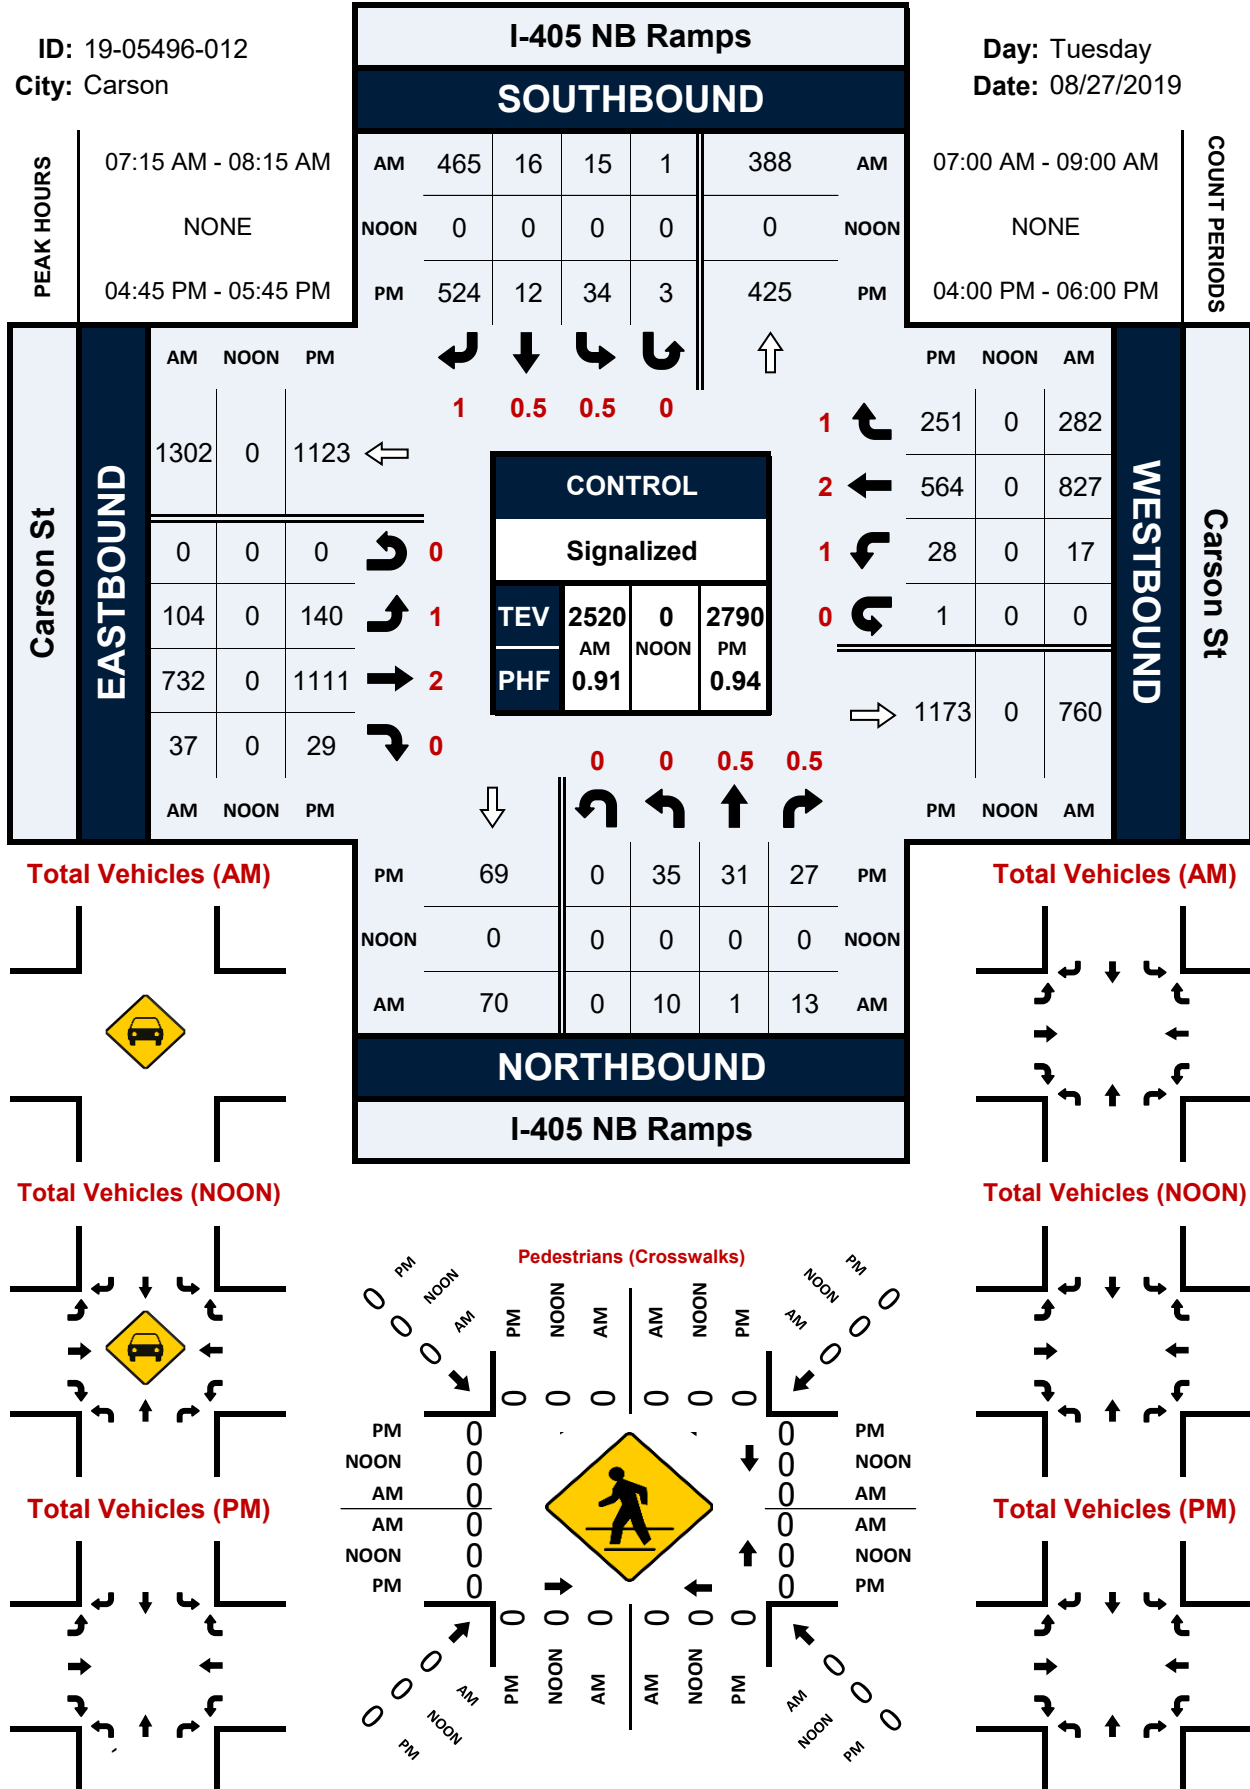 I-405 NB Ramps
ID: 19-05496-012
Day: Tuesday
City: Carson
Date: 08/27/2019
SOUTHBOUND
PEAK HOURS
07:15 AM - 08:15 AM
NONE
04:45 PM - 05:45 PM
AM 465 16 15 1 388 AM
NOON 0 0 0 0 0 NOON
PM 524 12 34 3 425 PM
07:00 AM - 09:00 AM
NONE
04:00 PM - 06:00 PM
COUNT PERIODS
1 0.5 0.5 0
Carson St
EASTBOUND
AM NOON PM
1302 0 1123
0 0 0 0
104 0 140 1
732 0 1111 2
37 0 29 0
AM NOON PM
CONTROL
Signalized
TEV 2520 0 2790
AM NOON PM
PHF 0.91 0.94
PM NOON AM
1 251 0 282
2 564 0 827
1 28 0 17
0 1 0 0
1173 0 760
PM NOON AM
WESTBOUND
Carson St
0 0 0.5 0.5
PM 69 0 35 31 27 PM
NOON 0 0 0 0 0 NOON
AM 70 0 10 1 13 AM
NORTHBOUND
I-405 NB Ramps
Total Vehicles (AM)
Total Vehicles (AM)
Total Vehicles (NOON)
Total Vehicles (NOON)
Pedestrians (Crosswalks)
PM NOON AM
0 0 0
PM NOON AM AM NOON PM
0 0 0 0 0 0
PM NOON AM
0 0 0
PM 0 0 PM
NOON 0 0 NOON
AM 0 0 AM
AM 0 0 AM
NOON 0 0 NOON
PM 0 0 PM
0 0 0 0 0 0
PM NOON AM AM NOON PM
0 0 0
AM NOON PM
0 0 0
AM NOON PM
Total Vehicles (PM)
Total Vehicles (PM)